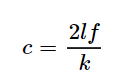 c = 2lf / k